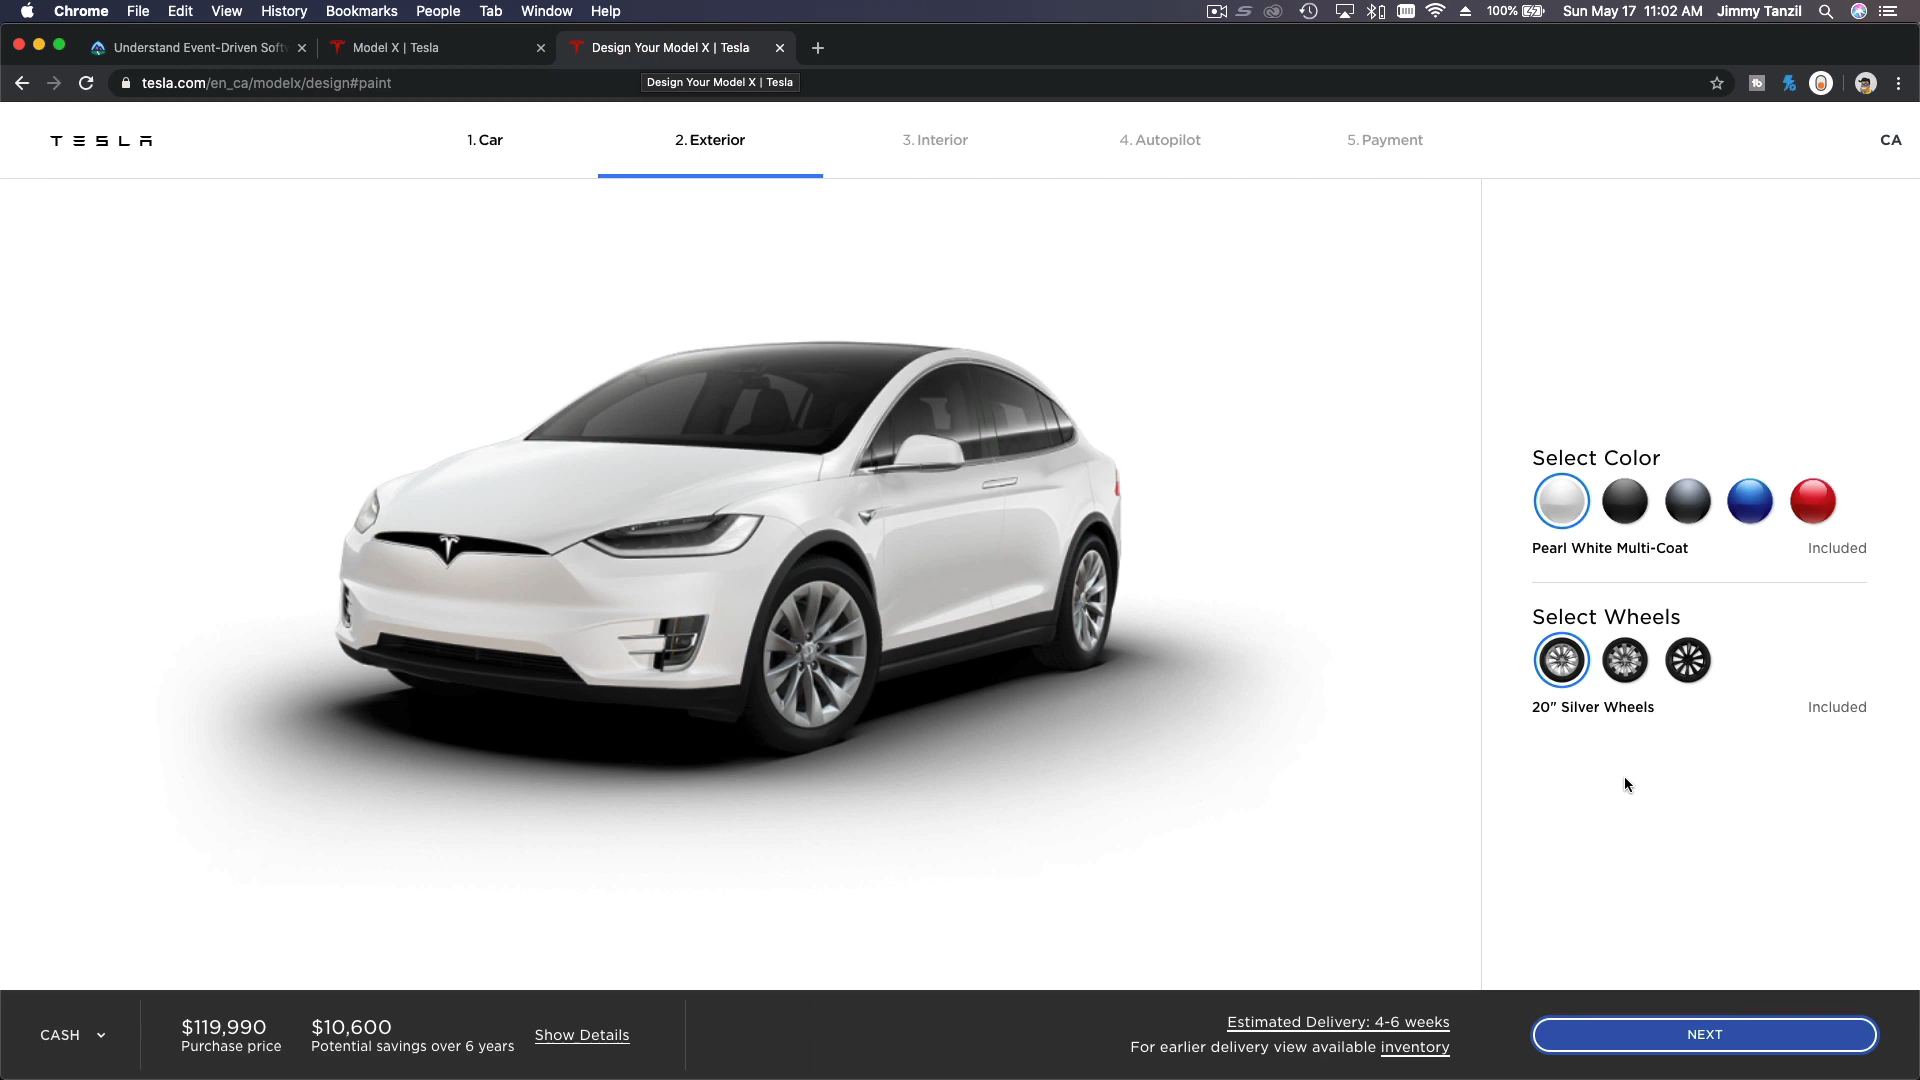 Chrome File Edit View History Bookmarks People Tab Window Help 100% Sun May 17 11:02 AM Jimmy Tanzil
Understand Event-Driven Soft Model X | Tesla Design Your Model X | Tesla
tesla.com/en_ca/modelx/design#paint
Design Your Model X | Tesla
TESLA 1. Car 2. Exterior 3. Interior 4. Autopilot 5. Payment CA
Select Color
Pearl White Multi-Coat Included
Select Wheels
20" Silver Wheels Included
CASH
$119,990 $10,600
Purchase price Potential savings over 6 years
Show Details
Estimated Delivery: 4-6 weeks
For earlier delivery view available inventory
NEXT